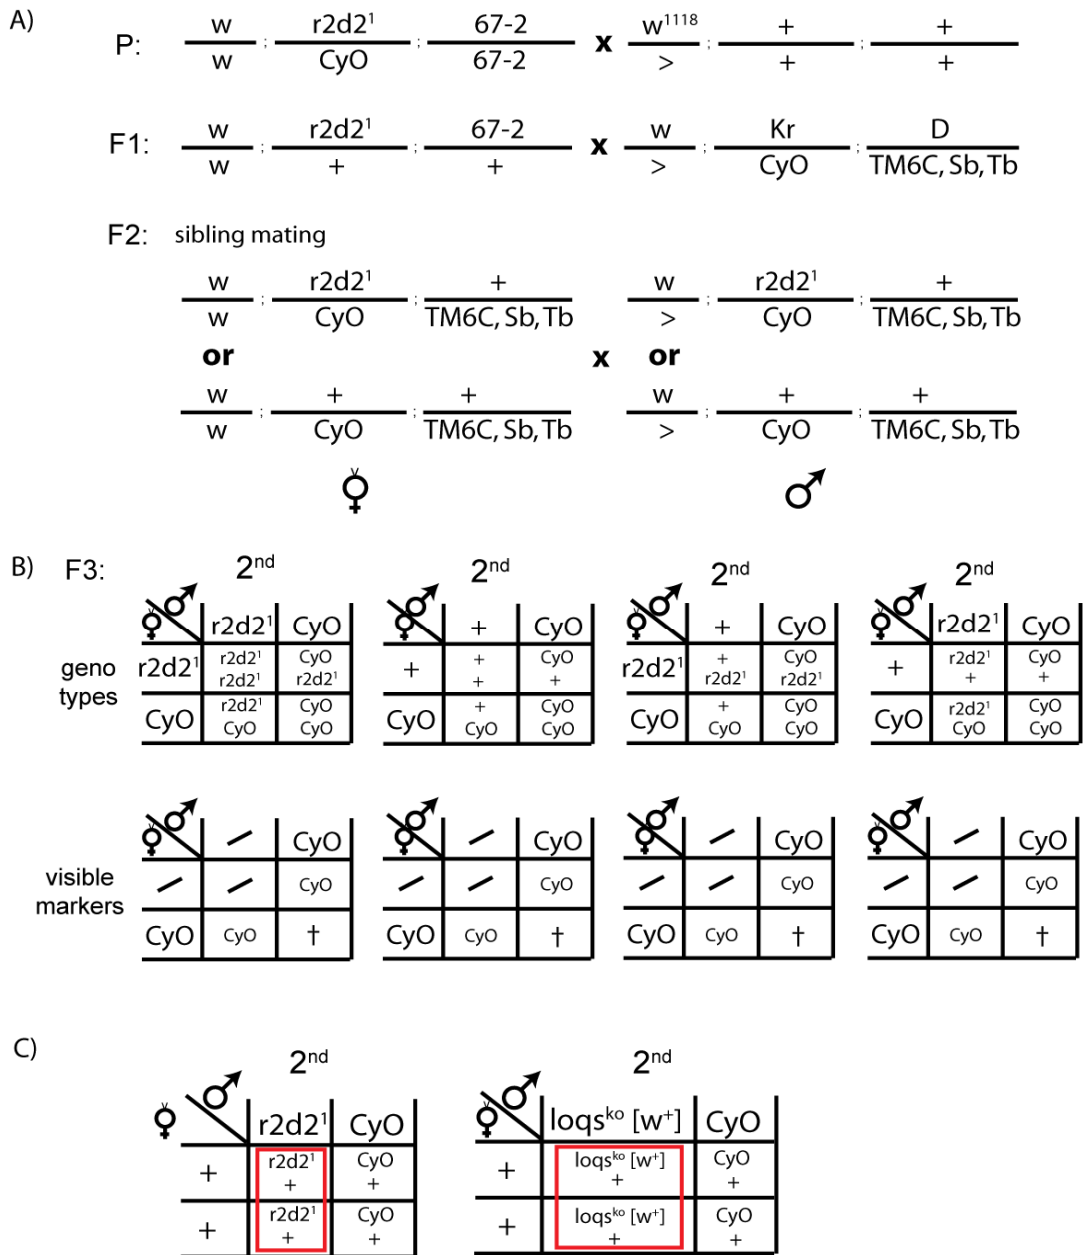 A)
w r2d2¹ 67-2 w¹¹¹⁸ + +
P: ; ; x ; ;
w CyO 67-2 > + +
w r2d2¹ 67-2 w Kr D
F1: ; ; x ; ;
w + + > CyO TM6C, Sb, Tb
F2: sibling mating
w r2d2¹ + w r2d2¹ +
; ; ; ;
w CyO TM6C, Sb, Tb > CyO TM6C, Sb, Tb
or x or
w + + w + +
; ; ; ;
w CyO TM6C, Sb, Tb > CyO TM6C, Sb, Tb
B) F3: 2nd 2nd 2nd 2nd
r2d2¹ CyO + CyO + CyO r2d2¹ CyO
geno types
r2d2¹ r2d2¹ CyO + + CyO r2d2¹ + CyO + r2d2¹ CyO
r2d2¹ r2d2¹ + + r2d2¹ r2d2¹ + +
CyO r2d2¹ CyO CyO + CyO CyO + CyO CyO r2d2¹ CyO
CyO CyO CyO CyO CyO CyO CyO CyO
CyO CyO CyO CyO
visible markers
CyO CyO CyO CyO
CyO CyO † CyO CyO † CyO CyO † CyO CyO †
C)
2nd 2nd
r2d2¹ CyO loqsᵏᵒ [w⁺] CyO
+ r2d2¹ CyO + loqsᵏᵒ [w⁺] CyO
+ + + +
+ r2d2¹ CyO + loqsᵏᵒ [w⁺] CyO
+ + + +